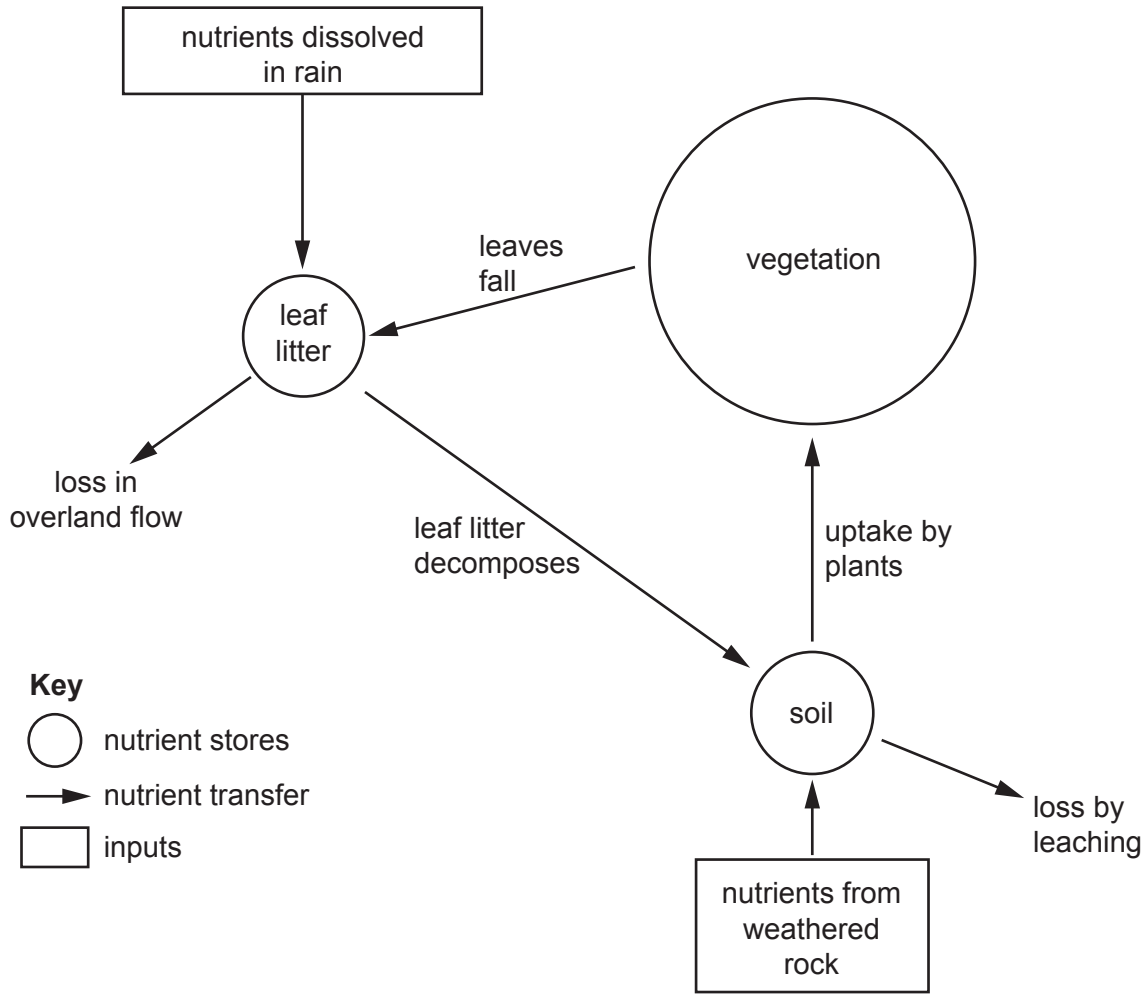 nutrients dissolved
in rain
leaves
fall
vegetation
leaf
litter
loss in
overland flow
leaf litter
decomposes
uptake by
plants
Key
nutrient stores
nutrient transfer
inputs
soil
loss by
leaching
nutrients from
weathered
rock